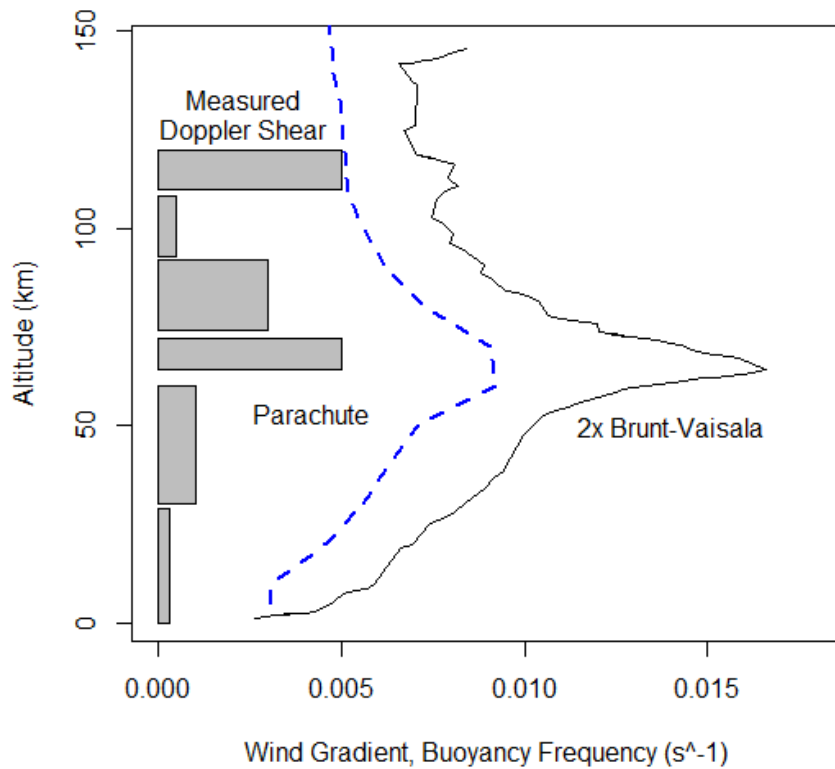 150
100
50
0
Altitude (km)
Measured
Doppler Shear
Parachute
2x Brunt-Vaisala
0.000 0.005 0.010 0.015
Wind Gradient, Buoyancy Frequency (s^-1)